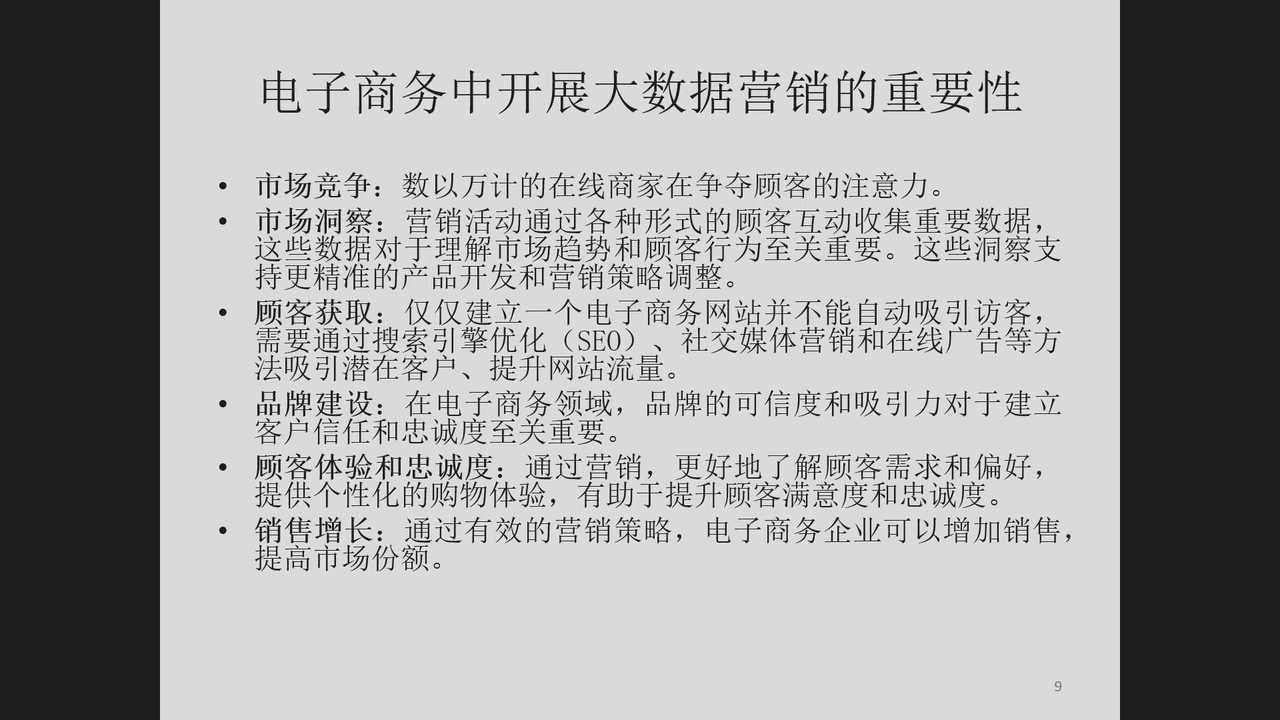 电子商务中开展大数据营销的重要性
• 市场竞争：数以万计的在线商家在争夺顾客的注意力。
• 市场洞察：营销活动通过各种形式的顾客互动收集重要数据，
这些数据对于理解市场趋势和顾客行为至关重要。这些洞察支
持更精准的产品开发和营销策略调整。
• 顾客获取：仅仅建立一个电子商务网站并不能自动吸引访客，
需要通过搜索引擎优化（SEO）、社交媒体营销和在线广告等方
法吸引潜在客户、提升网站流量。
• 品牌建设：在电子商务领域，品牌的可信度和吸引力对于建立
客户信任和忠诚度至关重要。
• 顾客体验和忠诚度：通过营销，更好地了解顾客需求和偏好，
提供个性化的购物体验，有助于提升顾客满意度和忠诚度。
• 销售增长：通过有效的营销策略，电子商务企业可以增加销售，
提高市场份额。
9